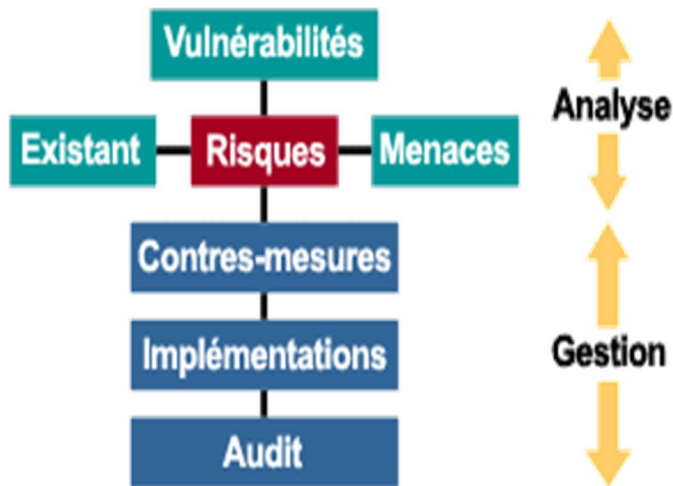 Vulnérabilités
Analyse
Existant
Risques
Menaces
Contres-mesures
Implémentations
Gestion
Audit